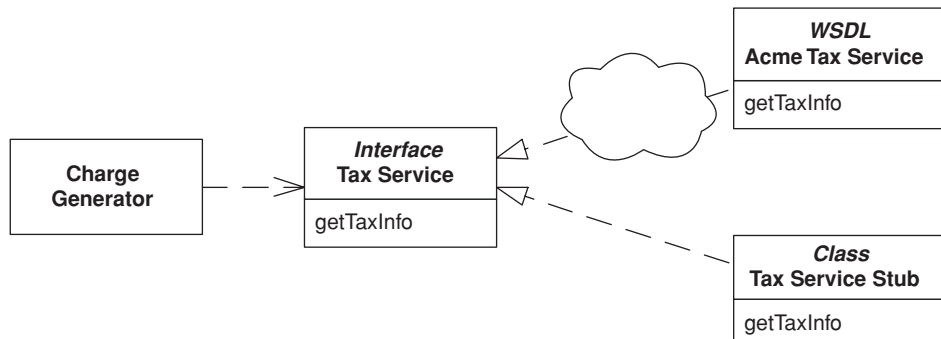 WSDL
Acme Tax Service
getTaxInfo
Charge
Generator
Interface
Tax Service
getTaxInfo
Class
Tax Service Stub
getTaxInfo